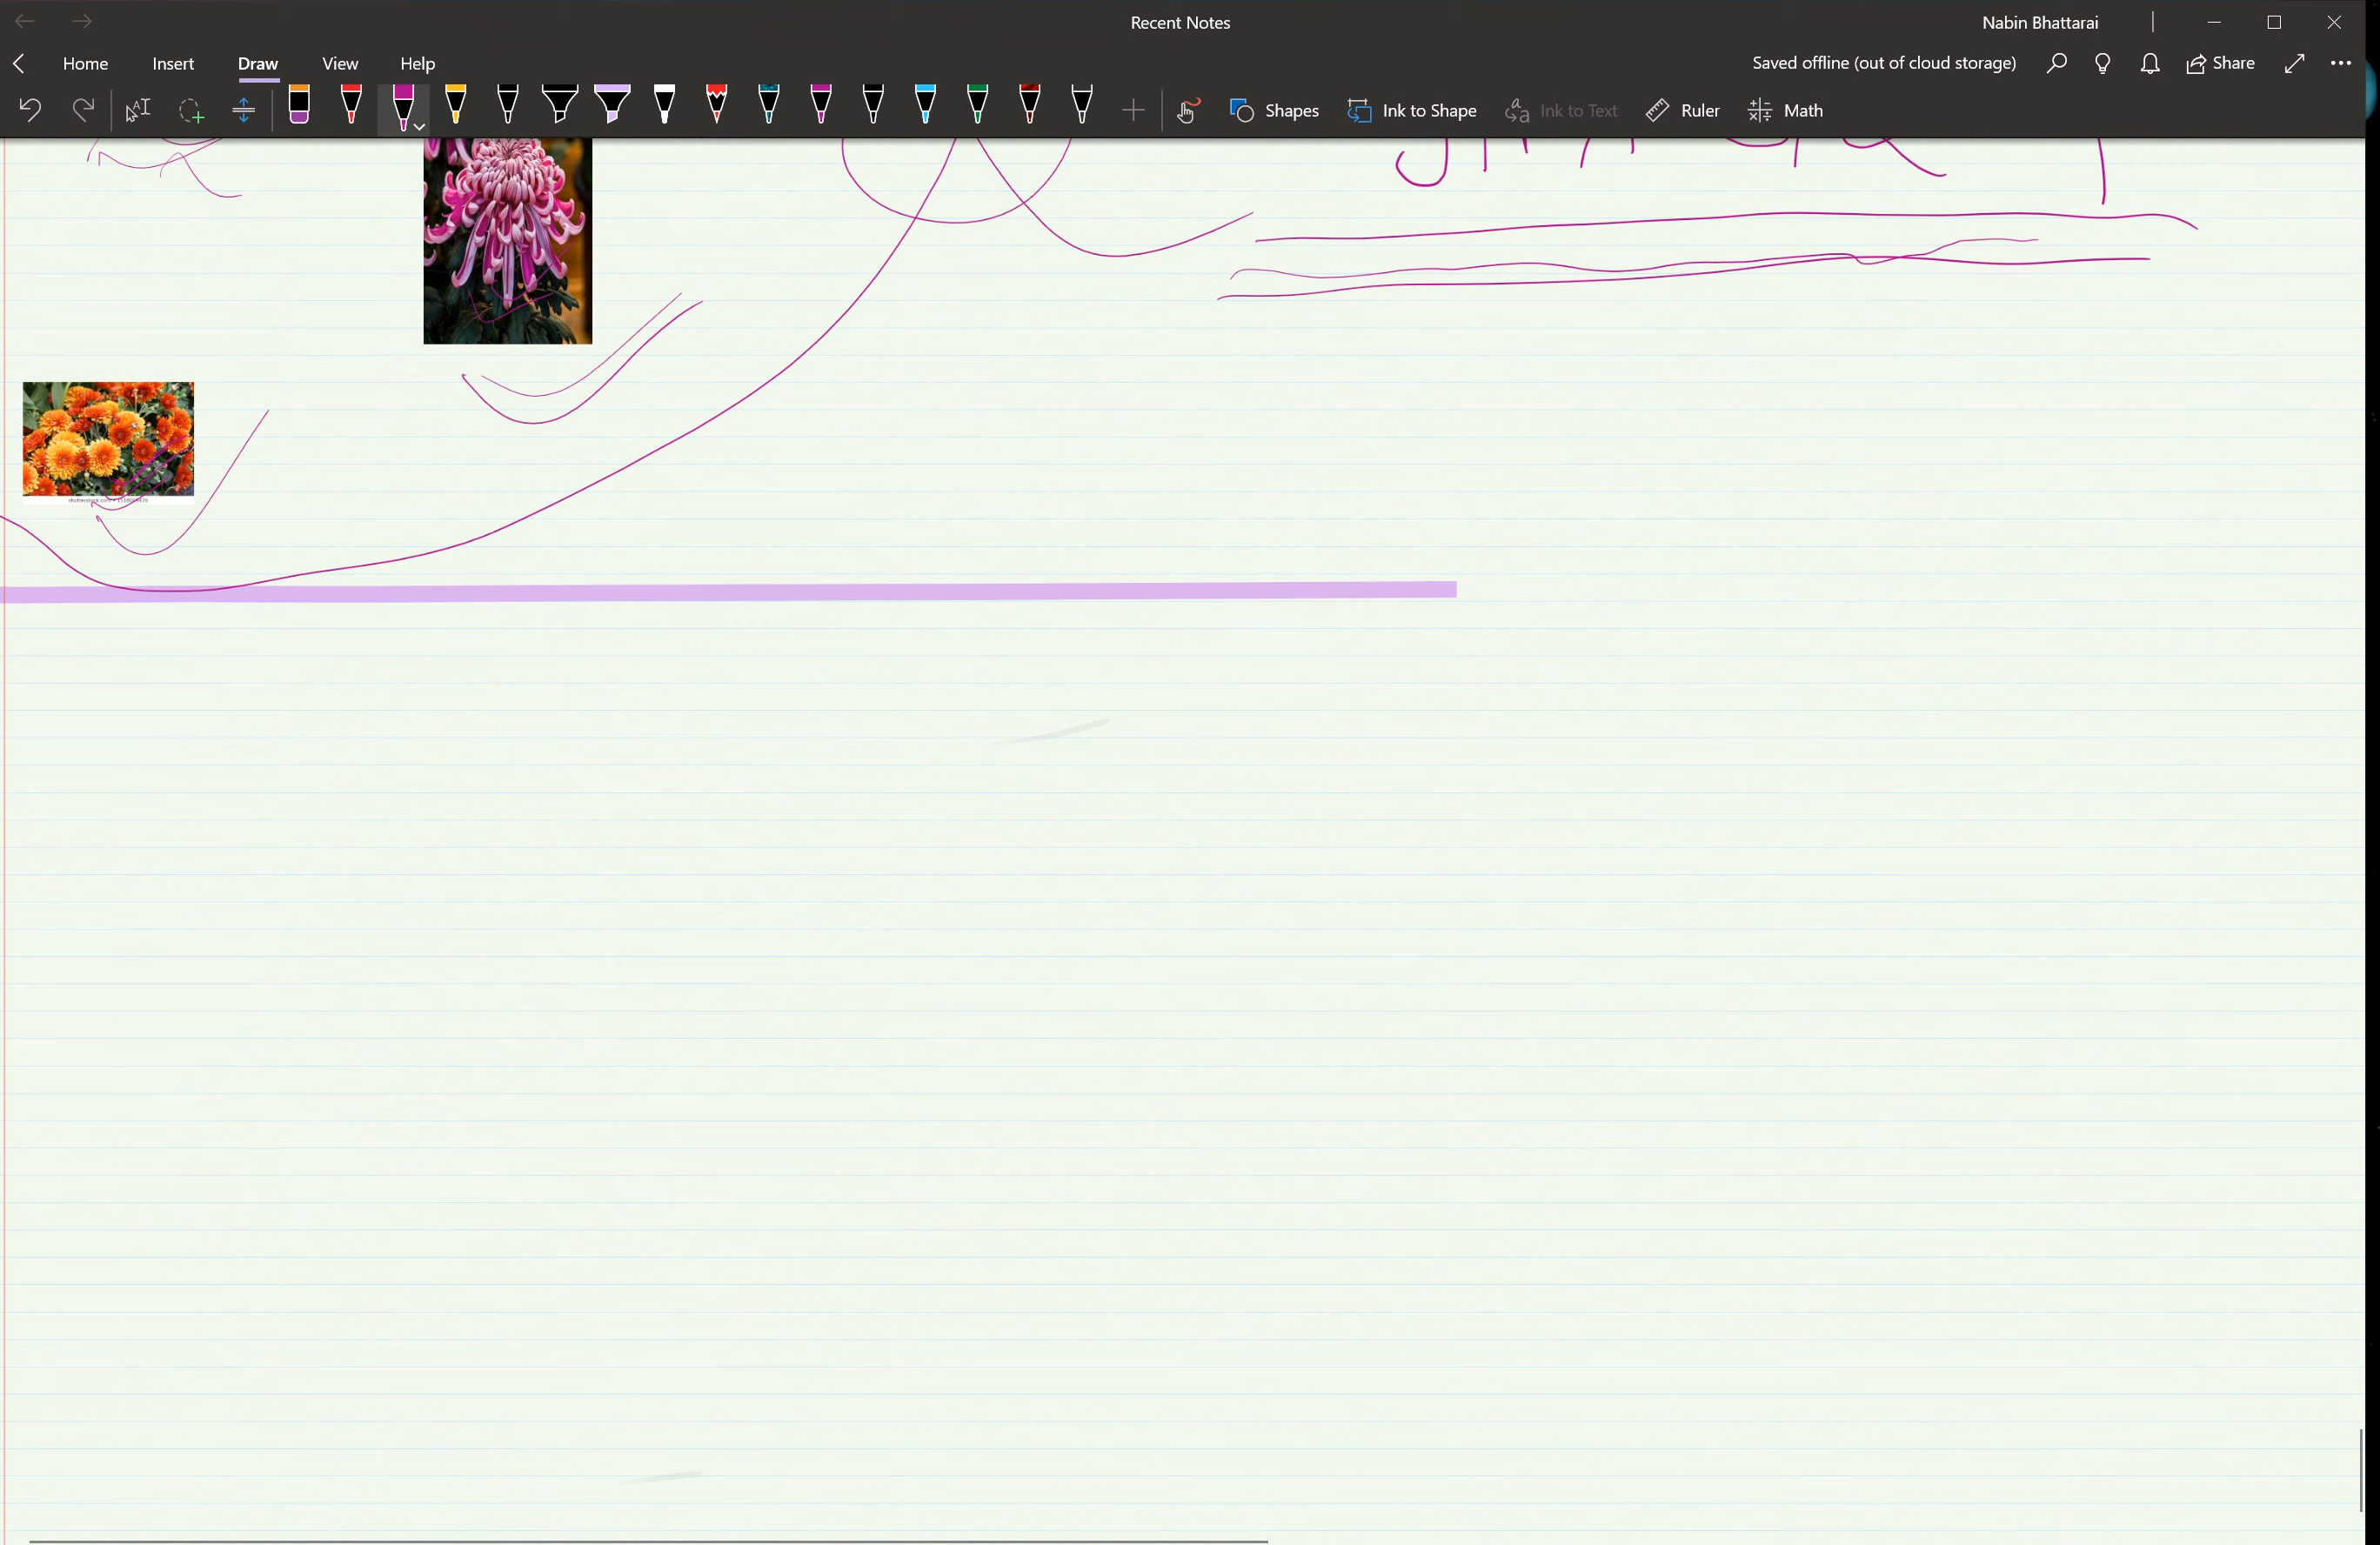 Recent Notes
Nabin Bhattarai
Home Insert Draw View Help
Saved offline (out of cloud storage)
Share
Shapes
Ink to Shape
Ink to Text
Ruler
Math